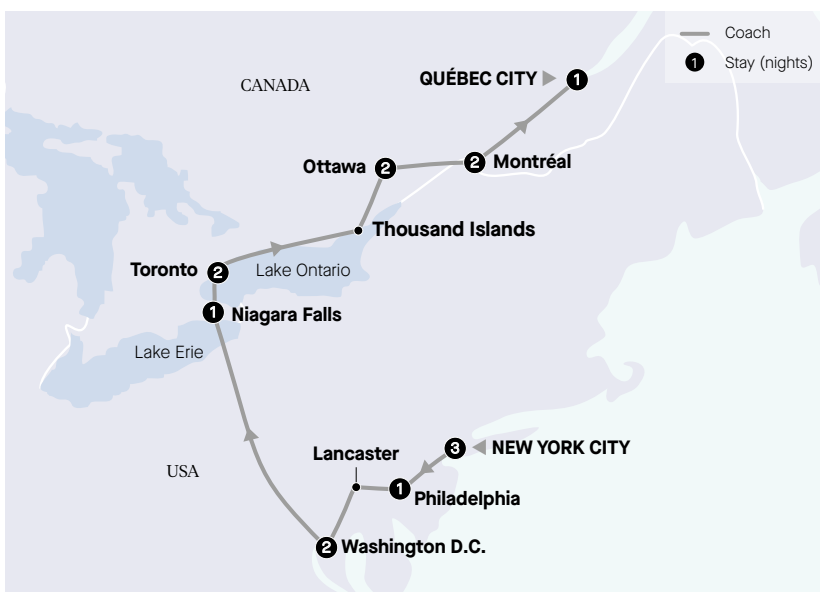 Coach
1 Stay (nights)
CANADA
QUÉBEC CITY
1
Ottawa
2
2
Montréal
Thousand Islands
Toronto
2
Lake Ontario
1
Niagara Falls
Lake Erie
USA
Lancaster
3
NEW YORK CITY
1
Philadelphia
2
Washington D.C.